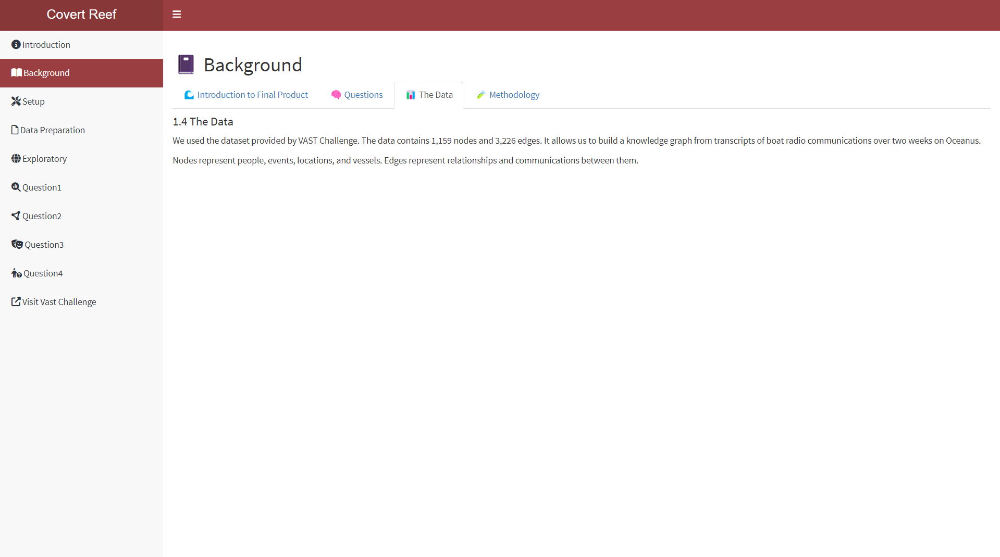 Covert Reef
Introduction
Background
Setup
Data Preparation
Exploratory
Question1
Question2
Question3
Question4
Visit Vast Challenge
Background
Introduction to Final Product
Questions
The Data
Methodology
1.4 The Data
We used the dataset provided by VAST Challenge. The data contains 1,159 nodes and 3,226 edges. It allows us to build a knowledge graph from transcripts of boat radio communications over two weeks on Oceanus.
Nodes represent people, events, locations, and vessels. Edges represent relationships and communications between them.